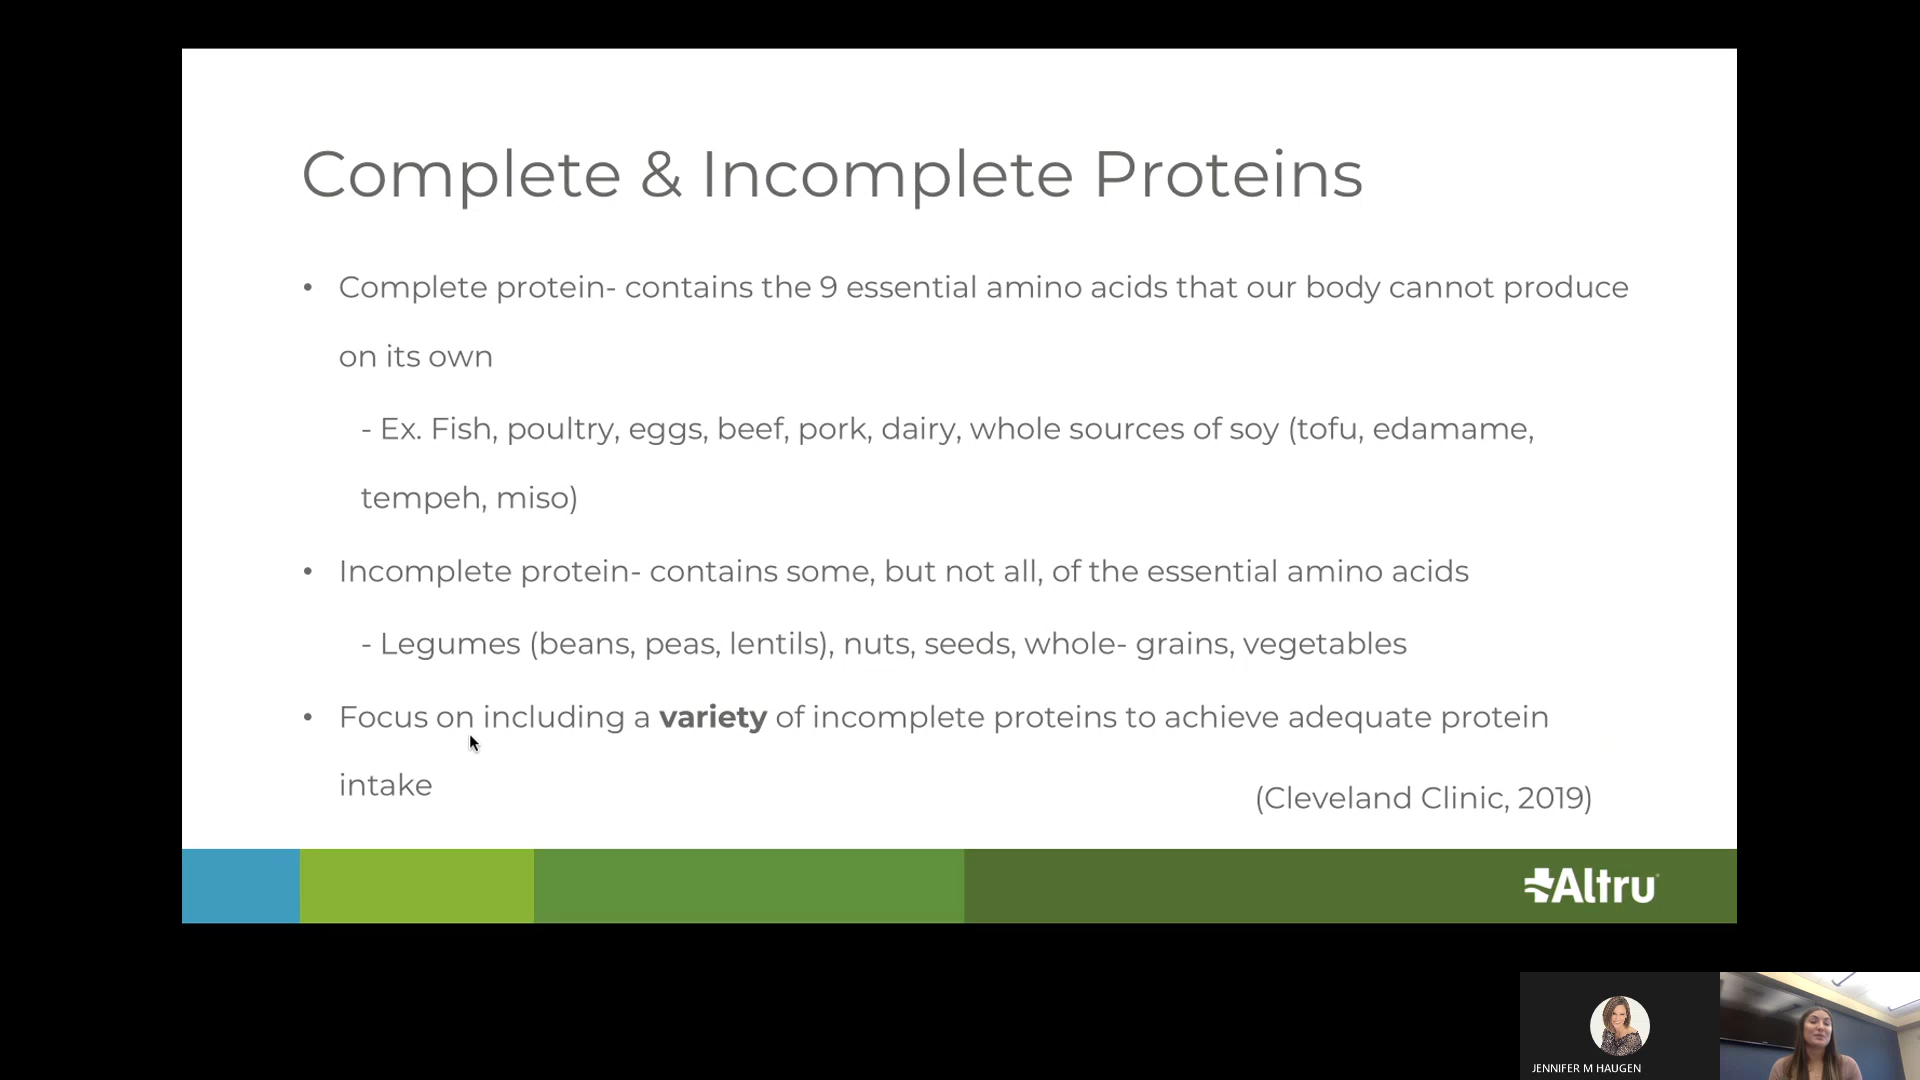 Complete & Incomplete Proteins
• Complete protein- contains the 9 essential amino acids that our body cannot produce
on its own
- Ex. Fish, poultry, eggs, beef, pork, dairy, whole sources of soy (tofu, edamame,
tempeh, miso)
• Incomplete protein- contains some, but not all, of the essential amino acids
- Legumes (beans, peas, lentils), nuts, seeds, whole- grains, vegetables
• Focus on including a variety of incomplete proteins to achieve adequate protein
intake
(Cleveland Clinic, 2019)
Altru
JENNIFER M HAUGEN